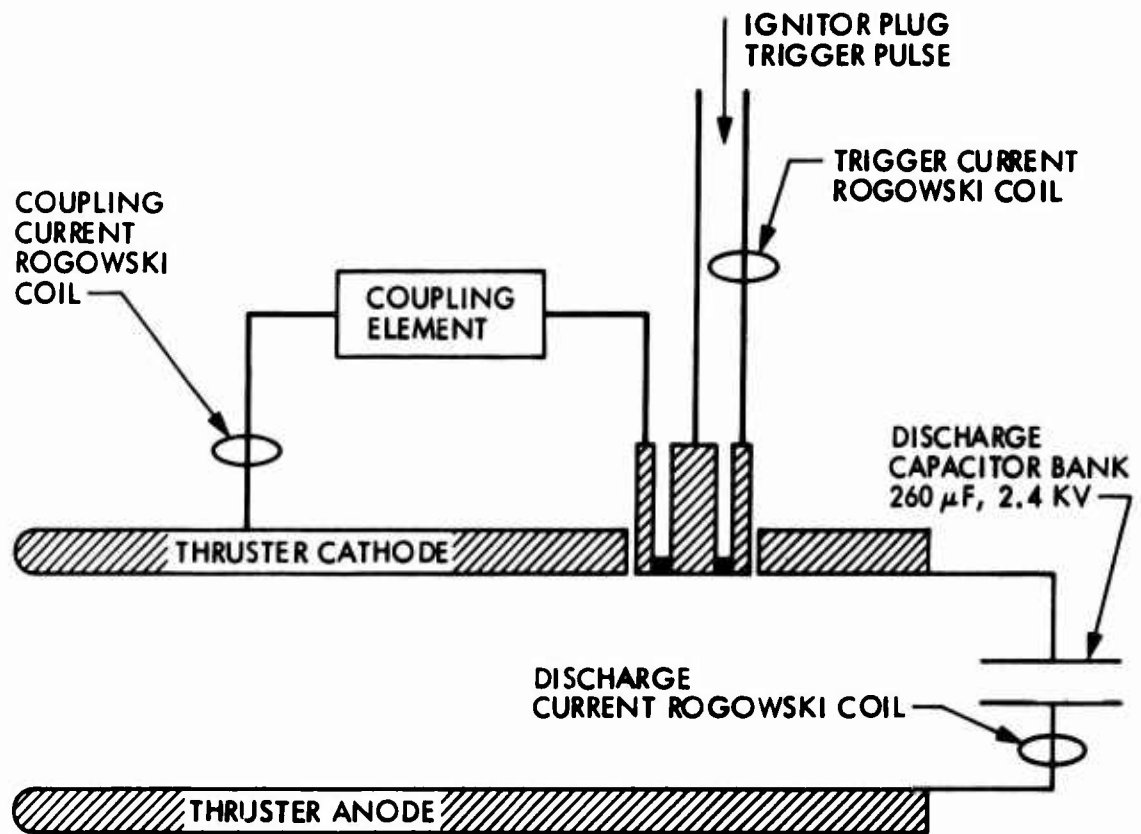 IGNITOR PLUG
TRIGGER PULSE
TRIGGER CURRENT
ROGOWSKI COIL
COUPLING
CURRENT
ROGOWSKI
COIL
COUPLING
ELEMENT
DISCHARGE
CAPACITOR BANK
260 μF, 2.4 KV
THRUSTER CATHODE
DISCHARGE
CURRENT ROGOWSKI COIL
THRUSTER ANODE